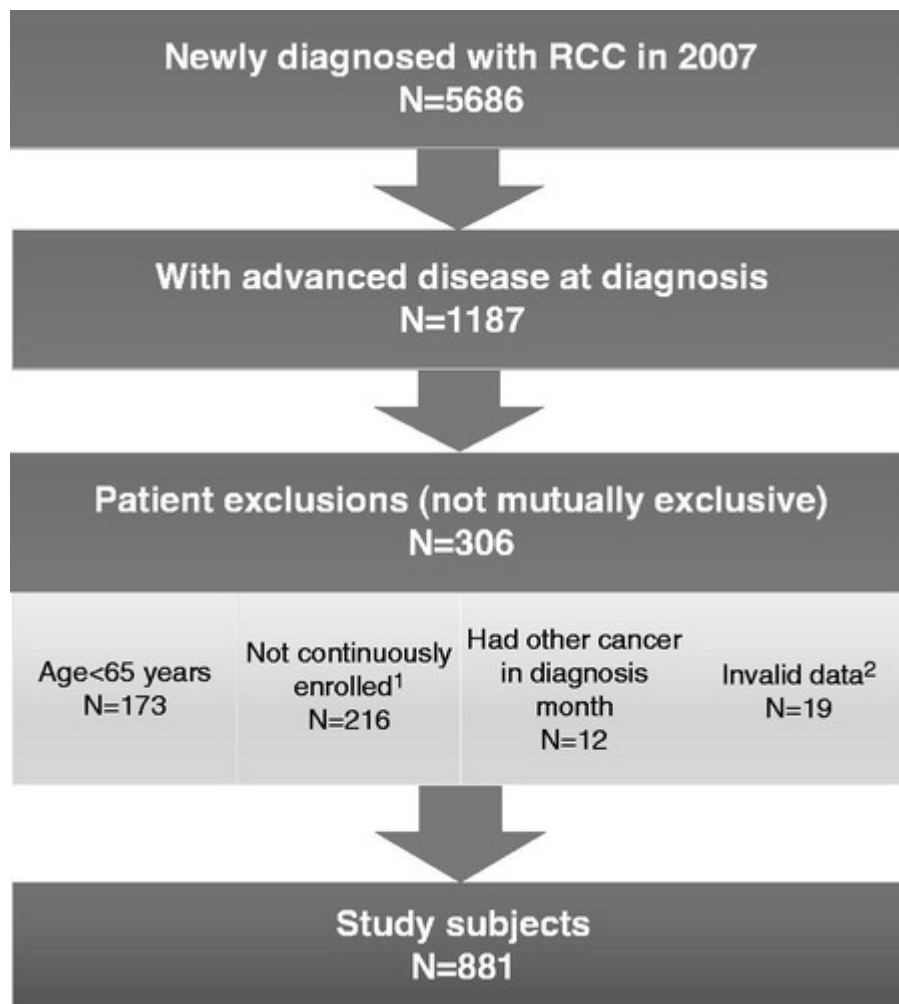 Newly diagnosed with RCC in 2007
N=5686
With advanced disease at diagnosis
N=1187
Patient exclusions (not mutually exclusive)
N=306
Age<65 years
N=173
Not continuously
enrolled¹
N=216
Had other cancer
in diagnosis
month
N=12
Invalid data²
N=19
Study subjects
N=881